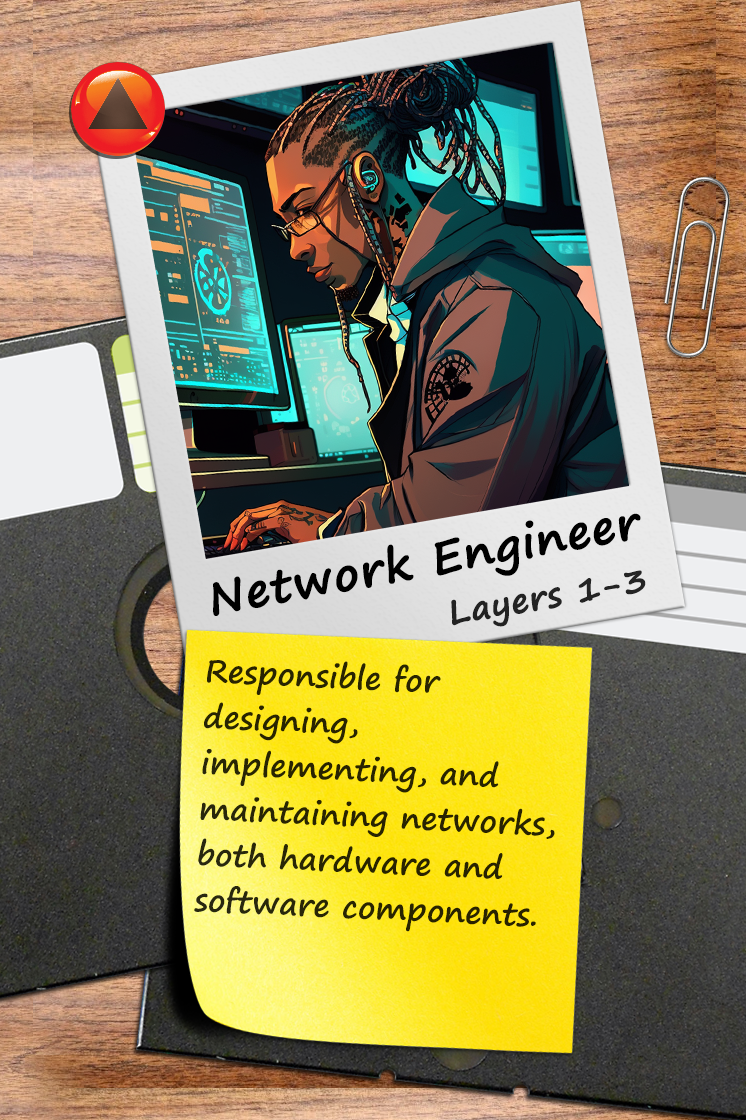 Network Engineer
Layers 1-3
Responsible for
designing,
implementing, and
maintaining networks,
both hardware and
software components.